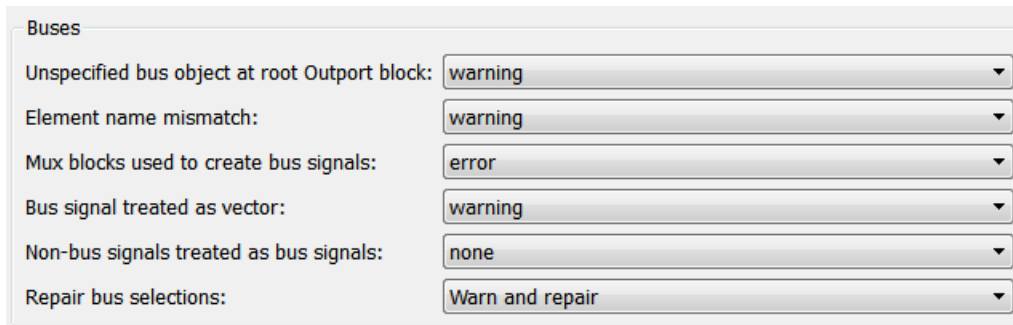 Buses
Unspecified bus object at root Outport block: warning
Element name mismatch: warning
Mux blocks used to create bus signals: error
Bus signal treated as vector: warning
Non-bus signals treated as bus signals: none
Repair bus selections: Warn and repair